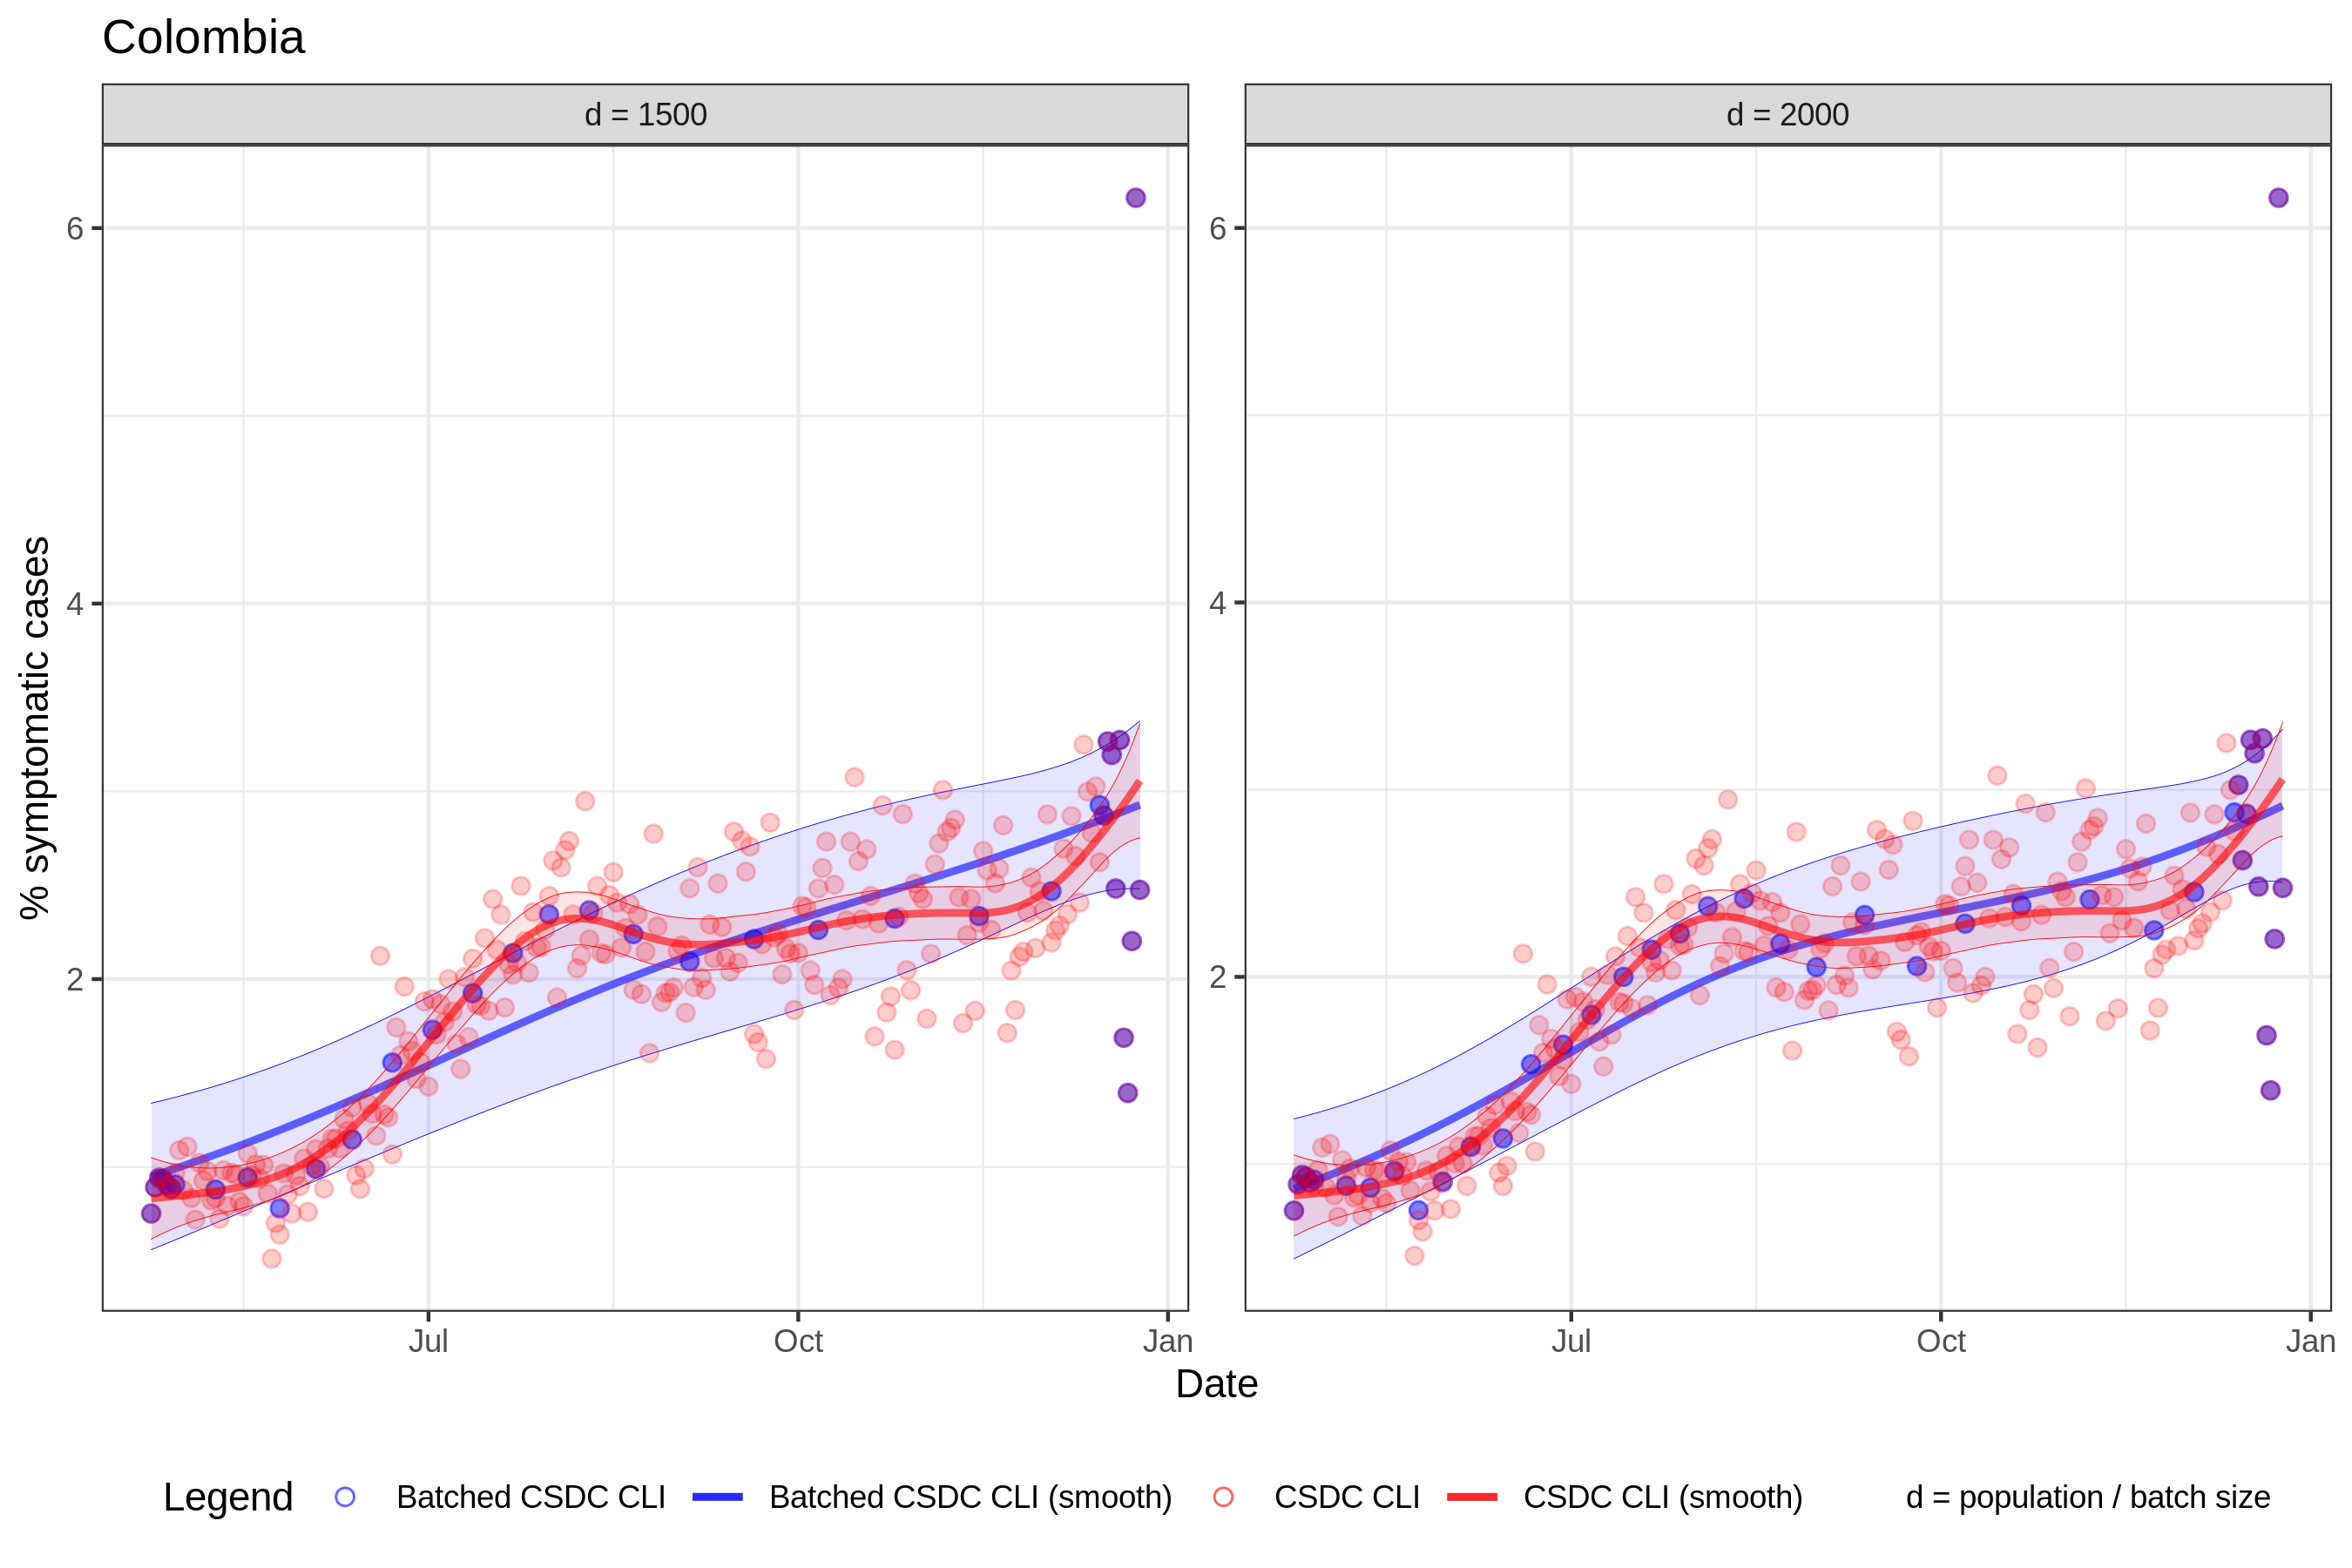 Colombia
d = 1500
d = 2000
% symptomatic cases
6
4
2
6
4
2
Jul
Oct
Jan
Jul
Oct
Jan
Date
Legend
Batched CSDC CLI
Batched CSDC CLI (smooth)
CSDC CLI
CSDC CLI (smooth)
d = population / batch size